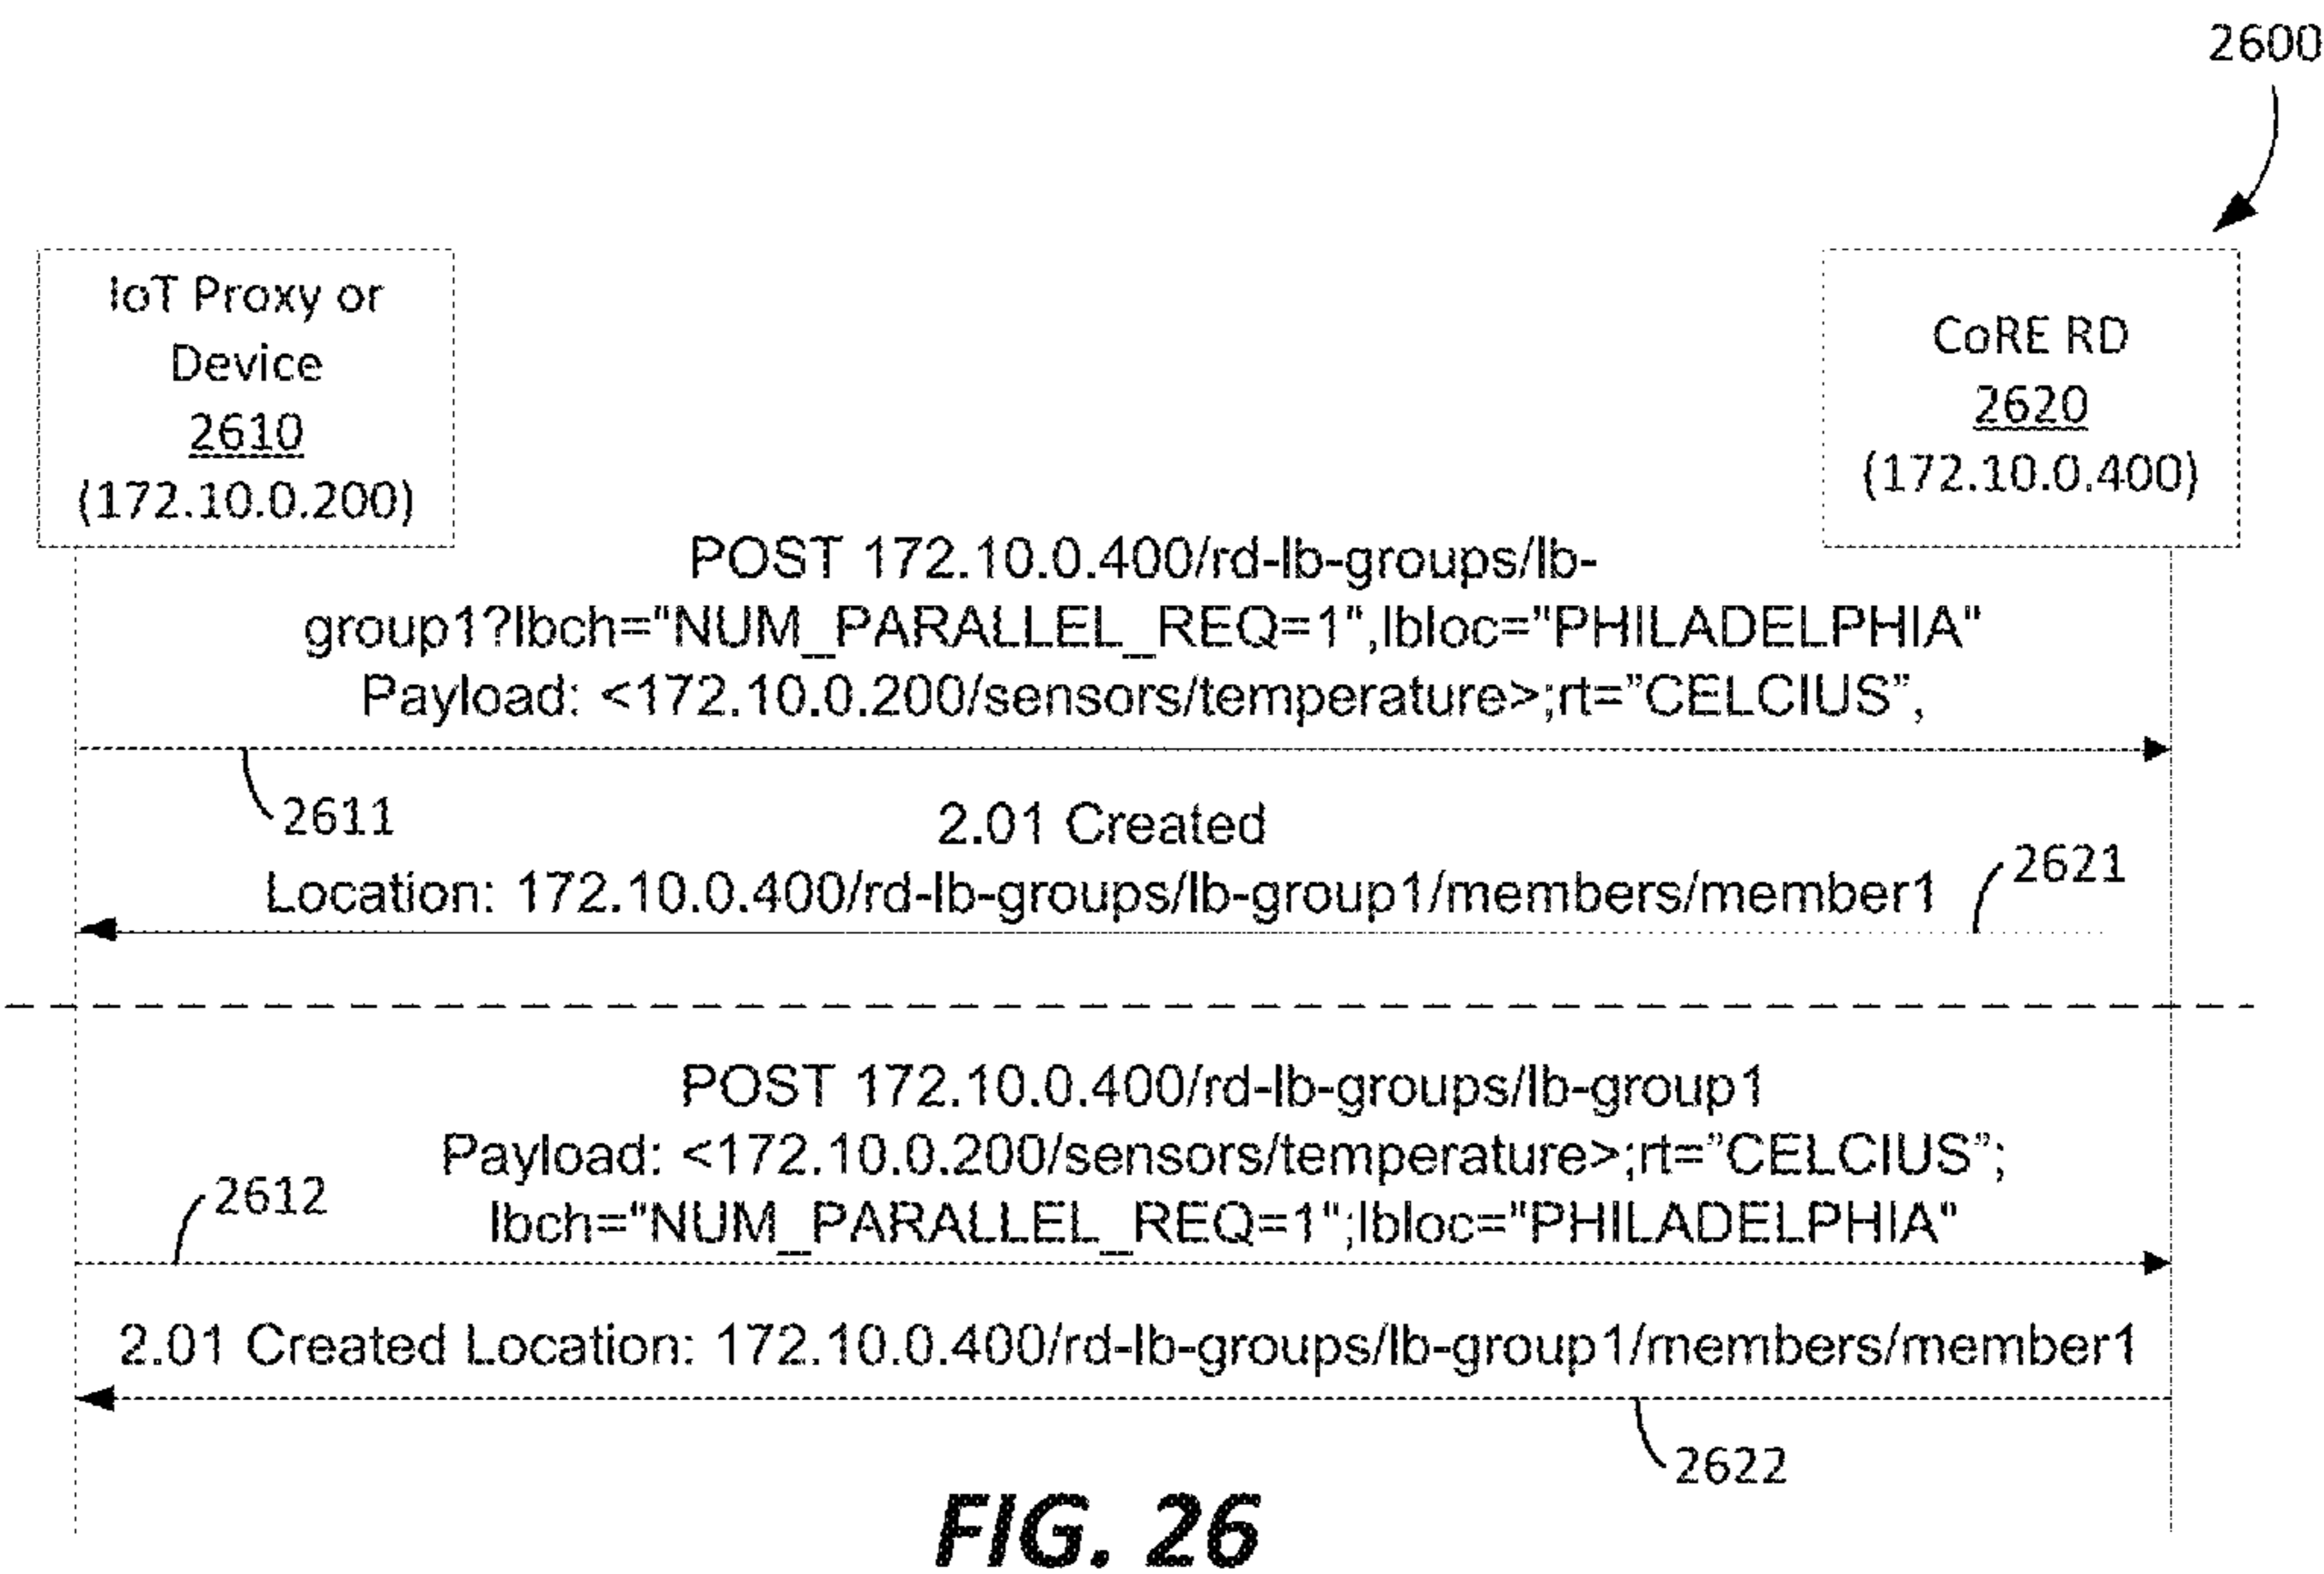 2600
IoT Proxy or
Device
2610
(172.10.0.200)
CoRE RD
2620
(172.10.0.400)
POST 172.10.0.400/rd-lb-groups/lb-
group1?lbch="NUM_PARALLEL_REQ=1",lbloc="PHILADELPHIA"
Payload: <172.10.0.200/sensors/temperature>;rt=”CELCIUS”,
2611
2.01 Created
Location: 172.10.0.400/rd-lb-groups/lb-group1/members/member1
2621
POST 172.10.0.400/rd-lb-groups/lb-group1
Payload: <172.10.0.200/sensors/temperature>;rt=”CELCIUS”;
lbch="NUM_PARALLEL_REQ=1";lbloc="PHILADELPHIA"
2612
2.01 Created Location: 172.10.0.400/rd-lb-groups/lb-group1/members/member1
2622
FIG. 26